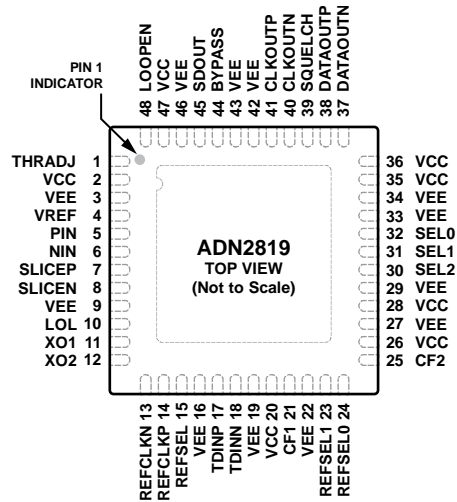 48 LOOPEN
47 VCC
46 VEE
45 SDOUT
44 BYPASS
43 VEE
42 VEE
41 CLKOUTP
40 CLKOUTN
39 SQUELCH
38 DATAOUTP
37 DATAOUTN
PIN 1
INDICATOR
THRADJ 1
VCC 2
VEE 3
VREF 4
PIN 5
NIN 6
SLICEP 7
SLICEN 8
VEE 9
LOL 10
XO1 11
XO2 12
ADN2819
TOP VIEW
(Not to Scale)
36 VCC
35 VCC
34 VEE
33 VEE
32 SEL0
31 SEL1
30 SEL2
29 VEE
28 VCC
27 VEE
26 VCC
25 CF2
REFCLKN 13
REFCLKP 14
REFSEL 15
VEE 16
TDINP 17
TDINN 18
VEE 19
VCC 20
CF1 21
VEE 22
REFSEL1 23
REFSEL0 24